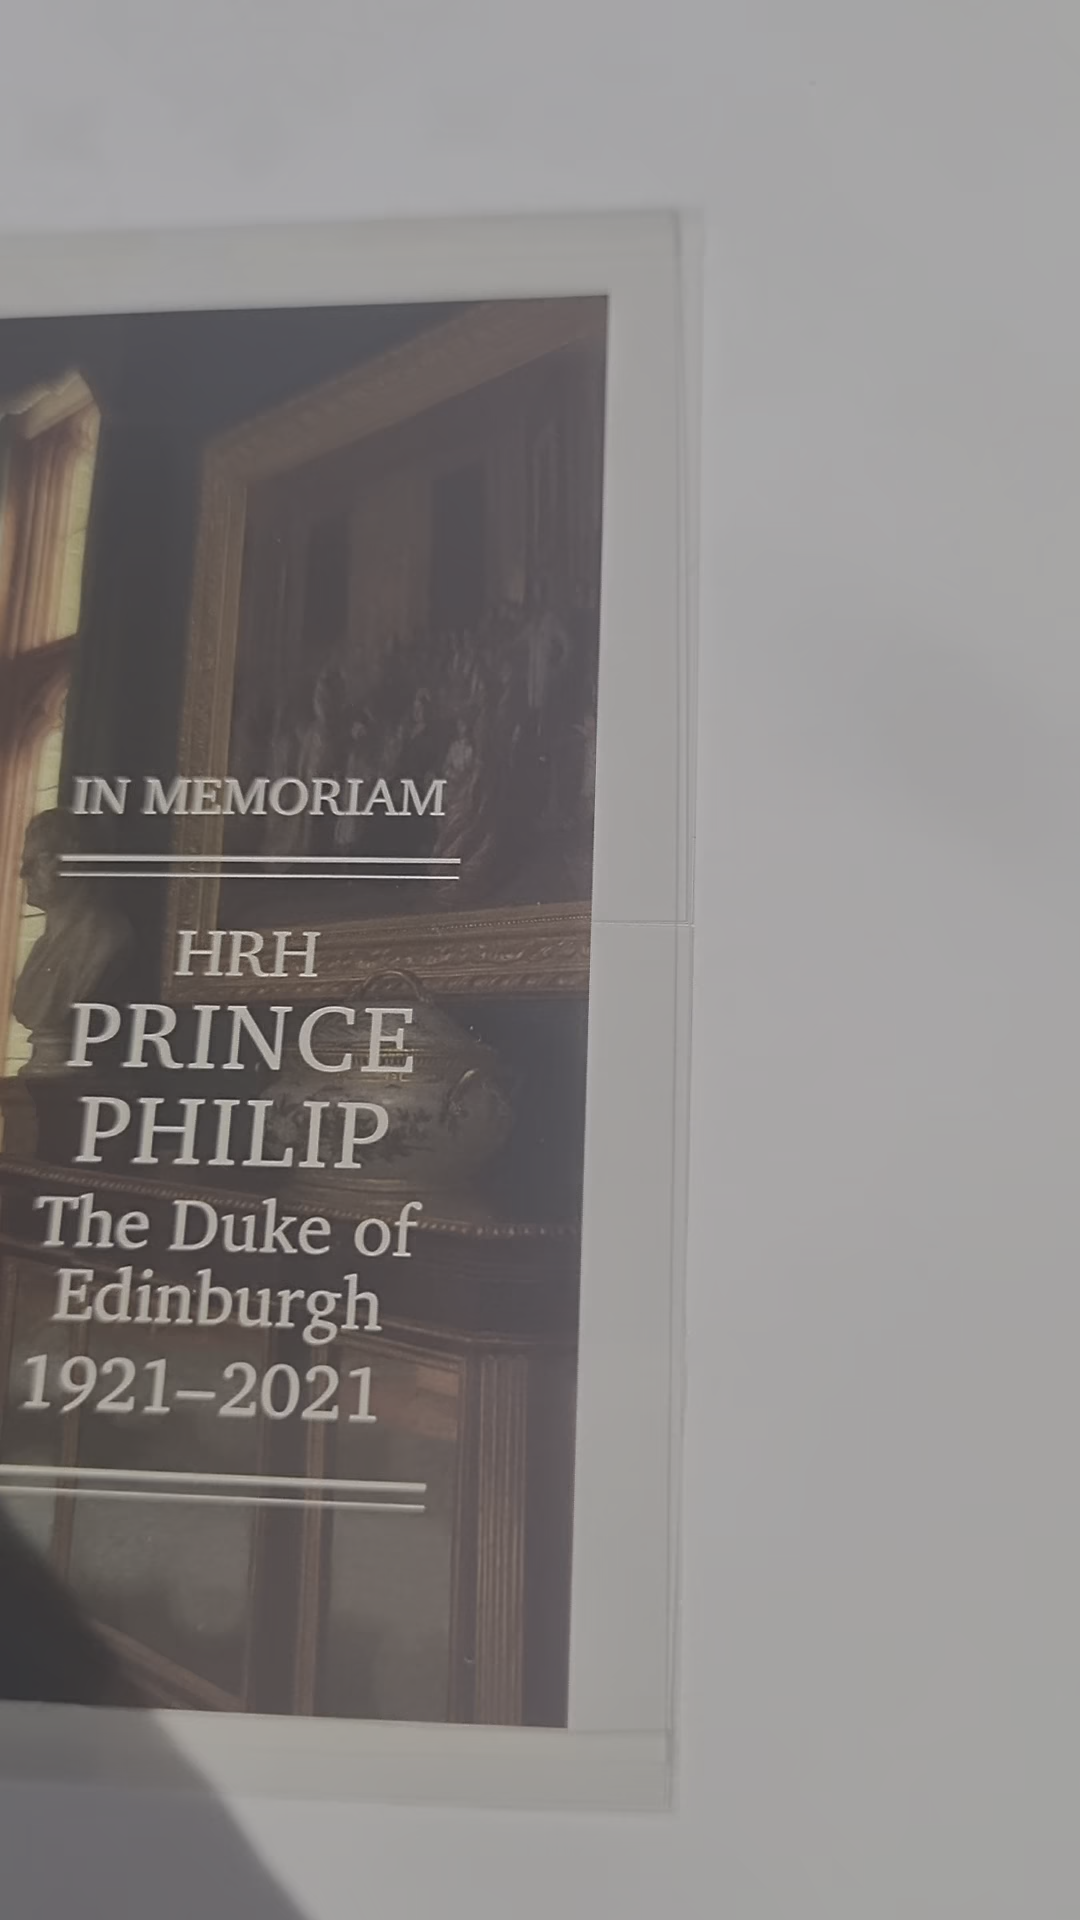 IN MEMORIAM
HRH
PRINCE
PHILIP
The Duke of
Edinburgh
1921–2021